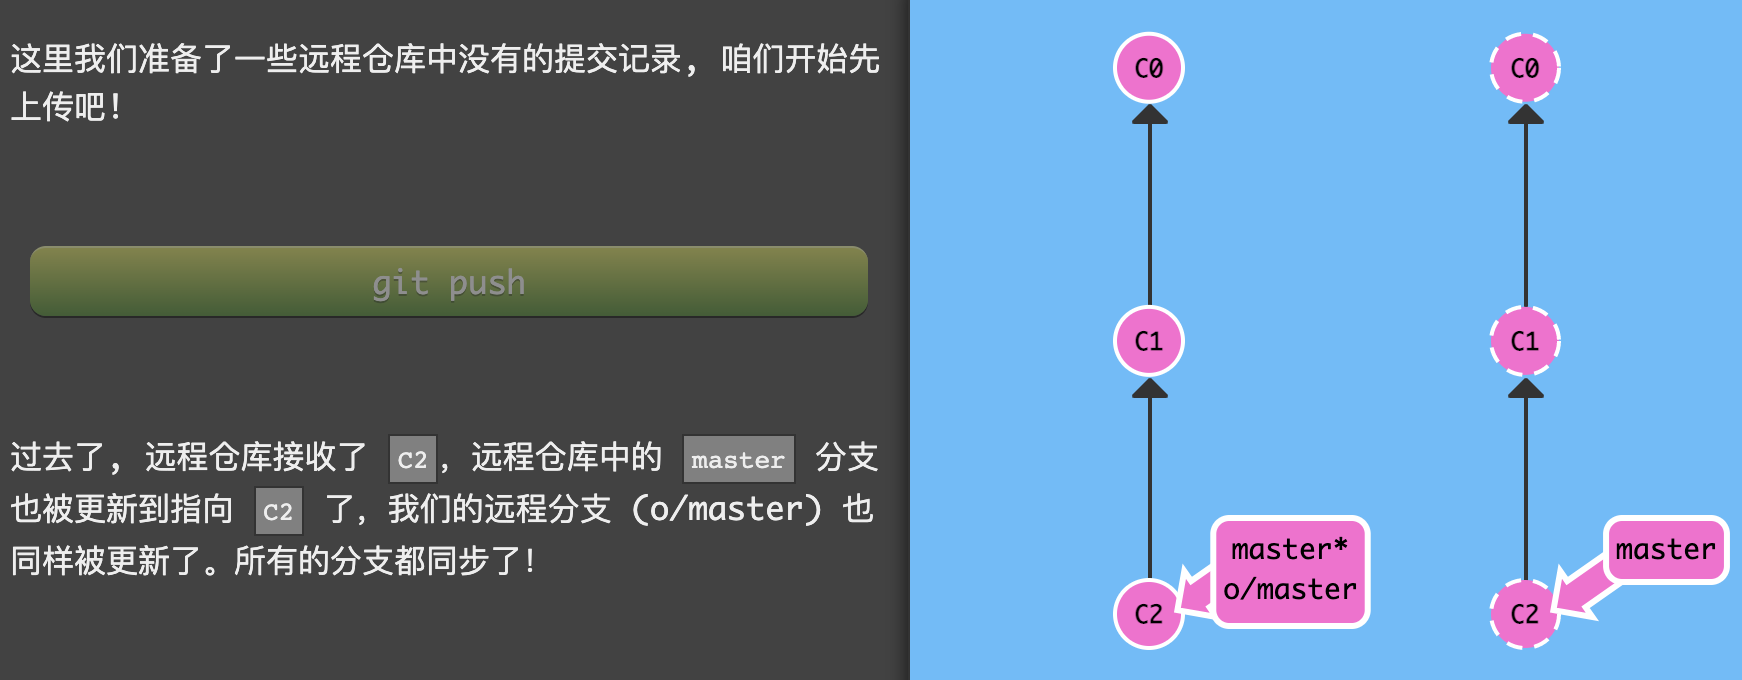 这里我们准备了一些远程仓库中没有的提交记录, 咱们开始先
上传吧!
git push
过去了, 远程仓库接收了 C2, 远程仓库中的 master 分支
也被更新到指向 C2 了, 我们的远程分支 (o/master) 也
同样被更新了。所有的分支都同步了!
C0
C1
C2
master*
o/master
C0
C1
C2
master